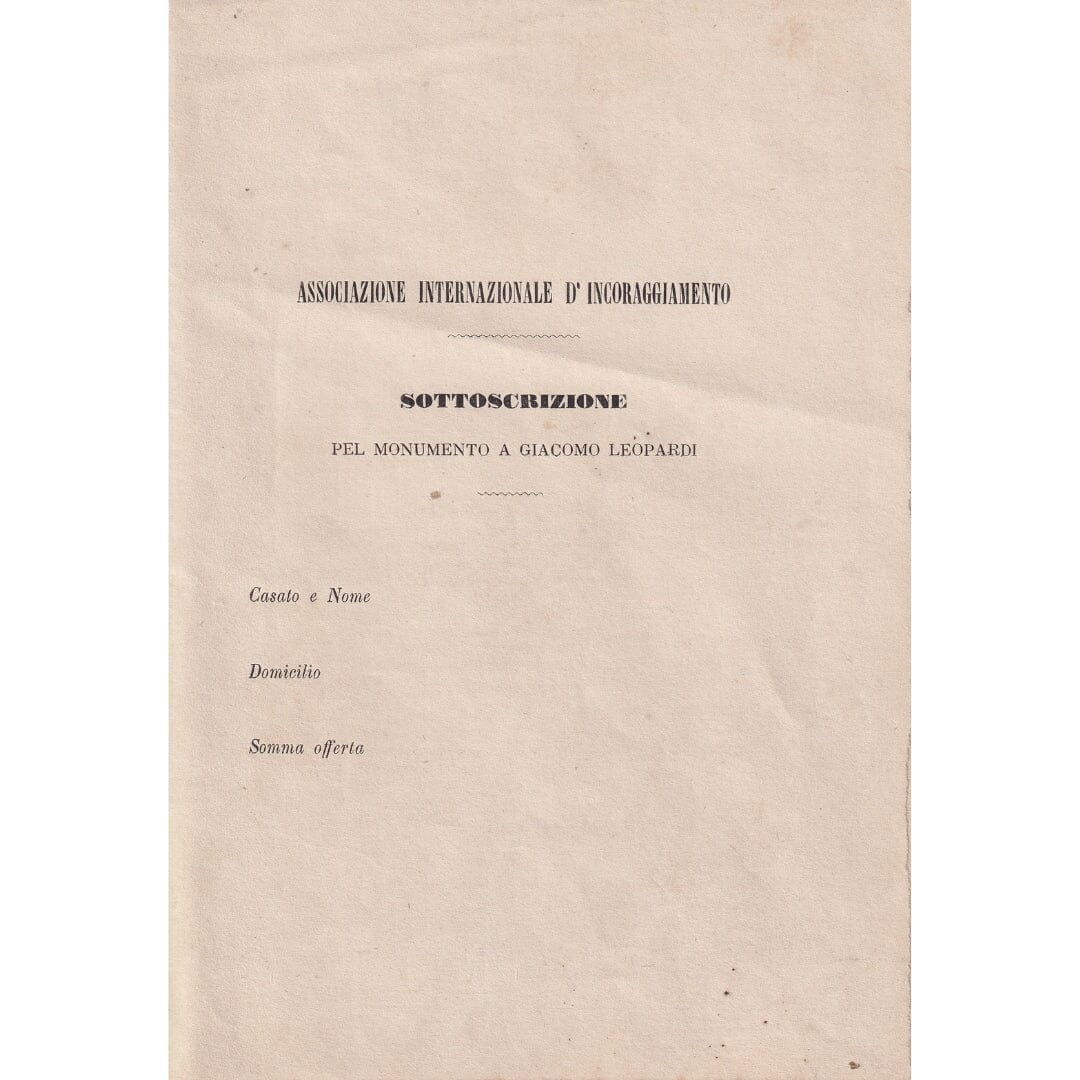 ASSOCIAZIONE INTERNAZIONALE D' INCORAGGIAMENTO
SOTTOSCRIZIONE
PEL MONUMENTO A GIACOMO LEOPARDI
Casato e Nome
Domicilio
Somma offerta